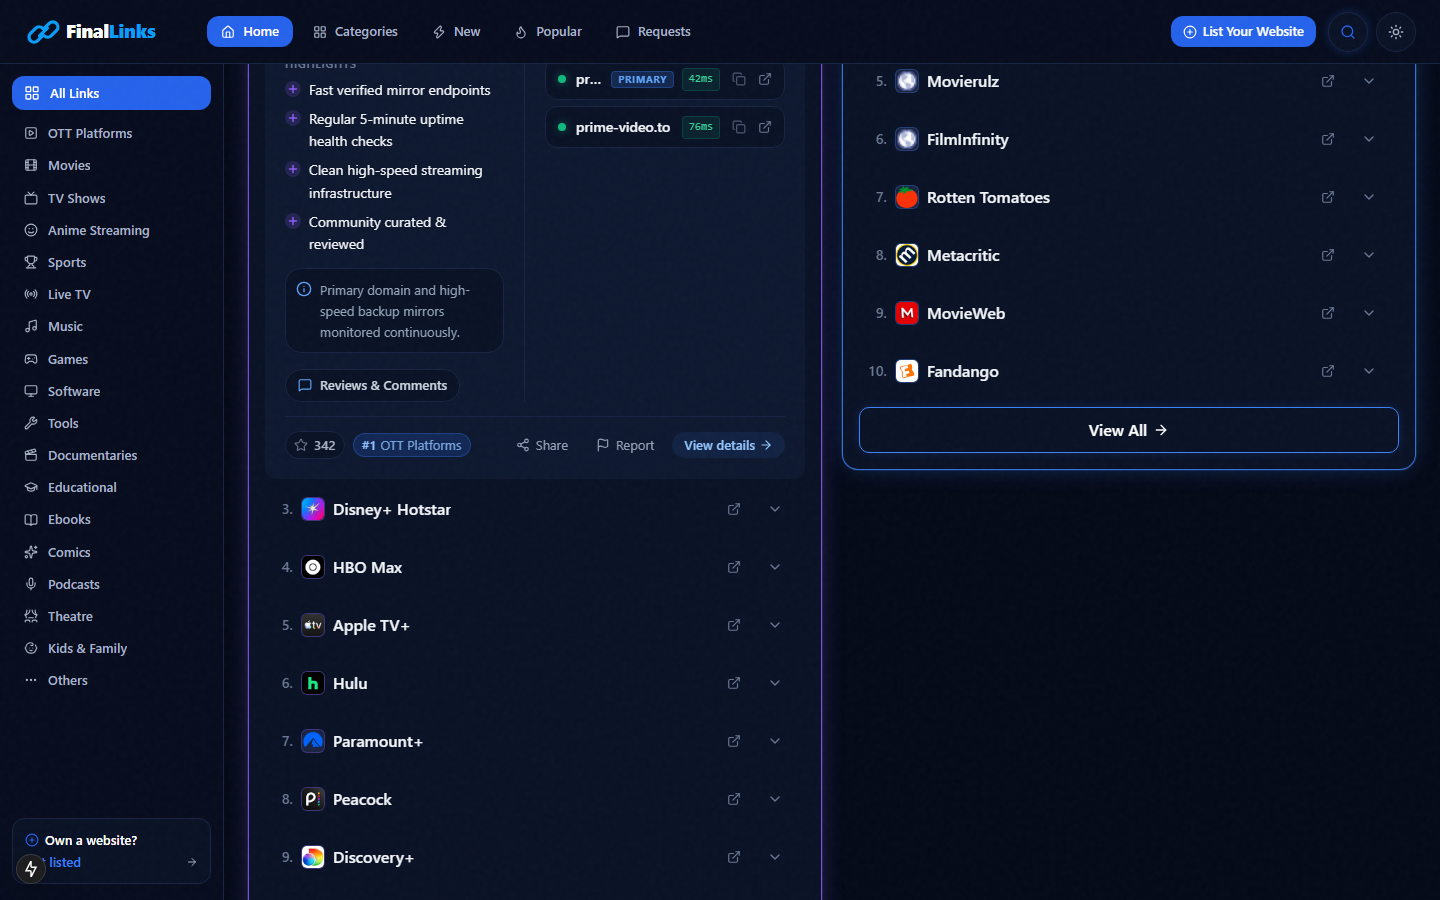 FinalLinks
Home
Categories
New
Popular
Requests
List Your Website
All Links
OTT Platforms
Movies
TV Shows
Anime Streaming
Sports
Live TV
Music
Games
Software
Tools
Documentaries
Educational
Ebooks
Comics
Podcasts
Theatre
Kids & Family
Others
Own a website?
listed
HIGHLIGHTS
Fast verified mirror endpoints
Regular 5-minute uptime
health checks
Clean high-speed streaming
infrastructure
Community curated &
reviewed
Primary domain and high-
speed backup mirrors
monitored continuously.
Reviews & Comments
pr... PRIMARY 42ms
prime-video.to 76ms
342
#1 OTT Platforms
Share
Report
View details
3. Disney+ Hotstar
4. HBO Max
5. Apple TV+
6. Hulu
7. Paramount+
8. Peacock
9. Discovery+
5. Movierulz
6. FilmInfinity
7. Rotten Tomatoes
8. Metacritic
9. MovieWeb
10. Fandango
View All